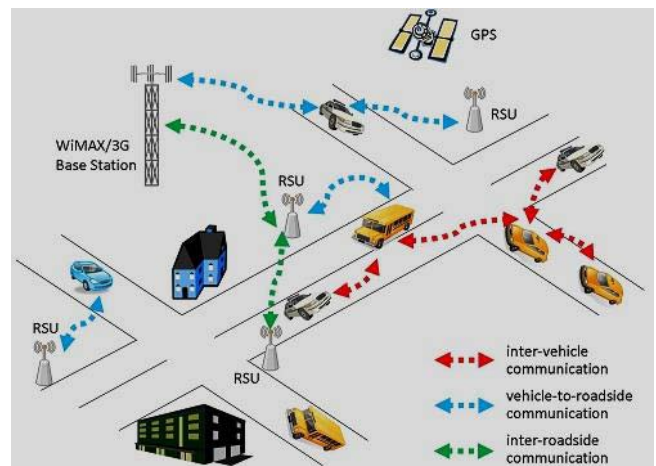 GPS
RSU
WiMAX/3G
Base Station
RSU
RSU
RSU
inter-vehicle
communication
vehicle-to-roadside
communication
inter-roadside
communication